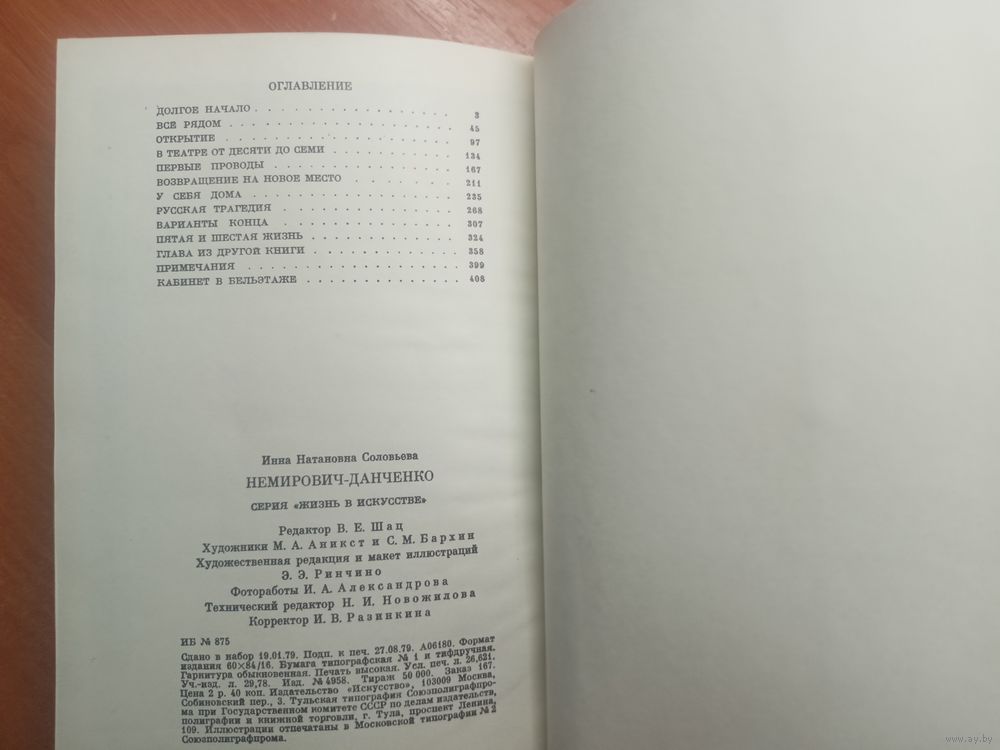 ОГЛАВЛЕНИЕ
ДОЛГОЕ НАЧАЛО . . . . . . . . . . . . . . 3
ВСЁ РЯДОМ . . . . . . . . . . . . . . . . 45
ОТКРЫТИЕ . . . . . . . . . . . . . . . . 97
В ТЕАТРЕ ОТ ДЕСЯТИ ДО СЕМИ . . . . . . . . . 134
ПЕРВЫЕ ПРОВОДЫ . . . . . . . . . . . . . 167
ВОЗВРАЩЕНИЕ НА НОВОЕ МЕСТО . . . . . . . . 211
У СЕБЯ ДОМА . . . . . . . . . . . . . . . 235
РУССКАЯ ТРАГЕДИЯ . . . . . . . . . . . . . 268
ВАРИАНТЫ КОНЦА . . . . . . . . . . . . . 307
ПЯТАЯ И ШЕСТАЯ ЖИЗНЬ . . . . . . . . . . . 324
ГЛАВА ИЗ ДРУГОЙ КНИГИ . . . . . . . . . . . 358
ПРИМЕЧАНИЯ . . . . . . . . . . . . . . . 399
КАБИНЕТ В БЕЛЬЭТАЖЕ . . . . . . . . . . . 408
Инна Натановна Соловьева
НЕМИРОВИЧ-ДАНЧЕНКО
СЕРИЯ «ЖИЗНЬ В ИСКУССТВЕ»
Редактор В. Е. Шац
Художники М. А. Аникст и С. М. Бархин
Художественная редакция и макет иллюстраций
Э. Э. Ринчино
Фотоработы И. А. Александрова
Технический редактор Н. И. Новожилова
Корректор И. В. Разинкина
ИБ № 875
Сдано в набор 19.01.79. Подп. к печ. 27.08.79. А06180. Формат
издания 60×84/16. Бумага типографская № 1 и тифдручная.
Гарнитура обыкновенная. Печать высокая. Усл. печ. л. 26,621.
Уч.-изд. л. 29,78. Изд. № 4958. Тираж 50 000. Заказ 167.
Цена 2 р. 40 коп. Издательство «Искусство», 103009 Москва,
Собиновский пер., 3. Тульская типография Союзполиграфпро-
ма при Государственном комитете СССР по делам издательств,
полиграфии и книжной торговли, г. Тула, проспект Ленина,
109. Иллюстрации отпечатаны в Московской типографии № 2
Союзполиграфпрома.
www.ay.by